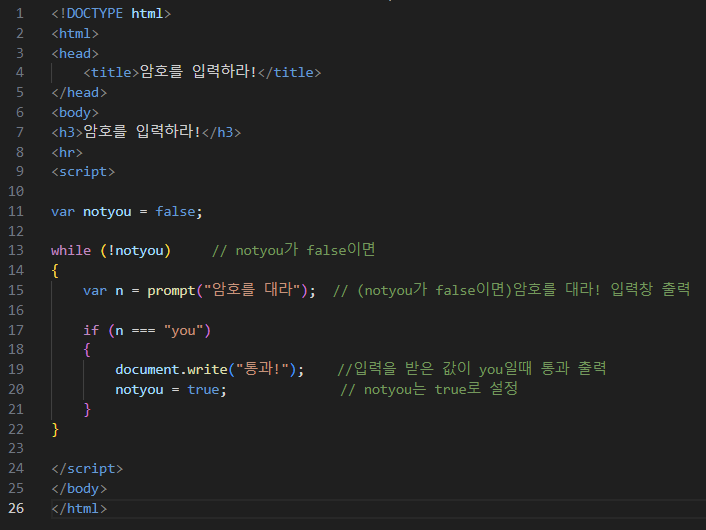 1 <!DOCTYPE html>
2 <html>
3 <head>
4     <title>암호를 입력하라!</title>
5 </head>
6 <body>
7 <h3>암호를 입력하라!</h3>
8 <hr>
9 <script>
10
11 var notyou = false;
12
13 while (!notyou)     // notyou가 false이면
14 {
15     var n = prompt("암호를 대라");  // (notyou가 false이면)암호를 대라! 입력창 출력
16
17     if (n === "you")
18     {
19         document.write("통과!");    //입력을 받은 값이 you일때 통과 출력
20         notyou = true;              // notyou는 true로 설정
21     }
22 }
23
24 </script>
25 </body>
26 </html>